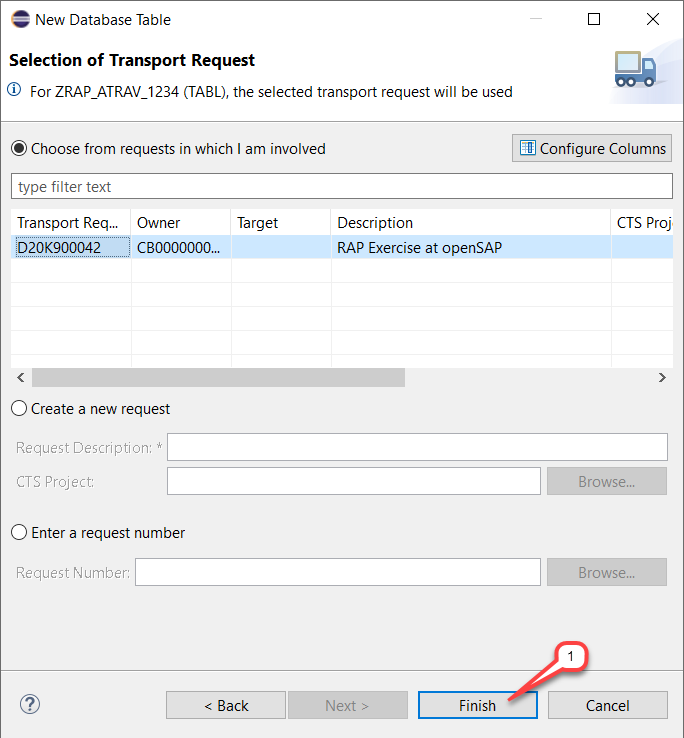 New Database Table
Selection of Transport Request
For ZRAP_ATRAV_1234 (TABL), the selected transport request will be used
Choose from requests in which I am involved
Configure Columns
type filter text
Transport Req... Owner Target Description CTS Proj
D20K900042 CB0000000... RAP Exercise at openSAP
Create a new request
Request Description: *
CTS Project: Browse...
Enter a request number
Request Number: Browse...
1
? < Back Next > Finish Cancel